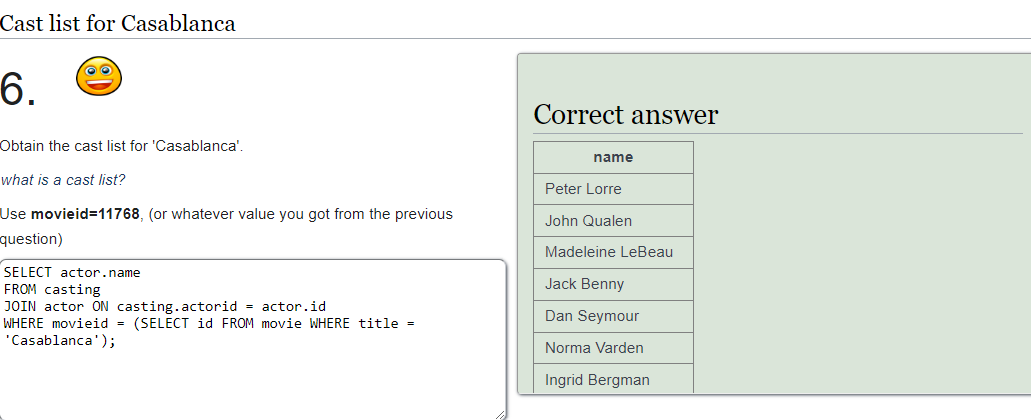 Cast list for Casablanca
6.
Obtain the cast list for 'Casablanca'.
what is a cast list?
Use movieid=11768, (or whatever value you got from the previous
question)
SELECT actor.name
FROM casting
JOIN actor ON casting.actorid = actor.id
WHERE movieid = (SELECT id FROM movie WHERE title =
'Casablanca');
Correct answer
name
Peter Lorre
John Qualen
Madeleine LeBeau
Jack Benny
Dan Seymour
Norma Varden
Ingrid Bergman